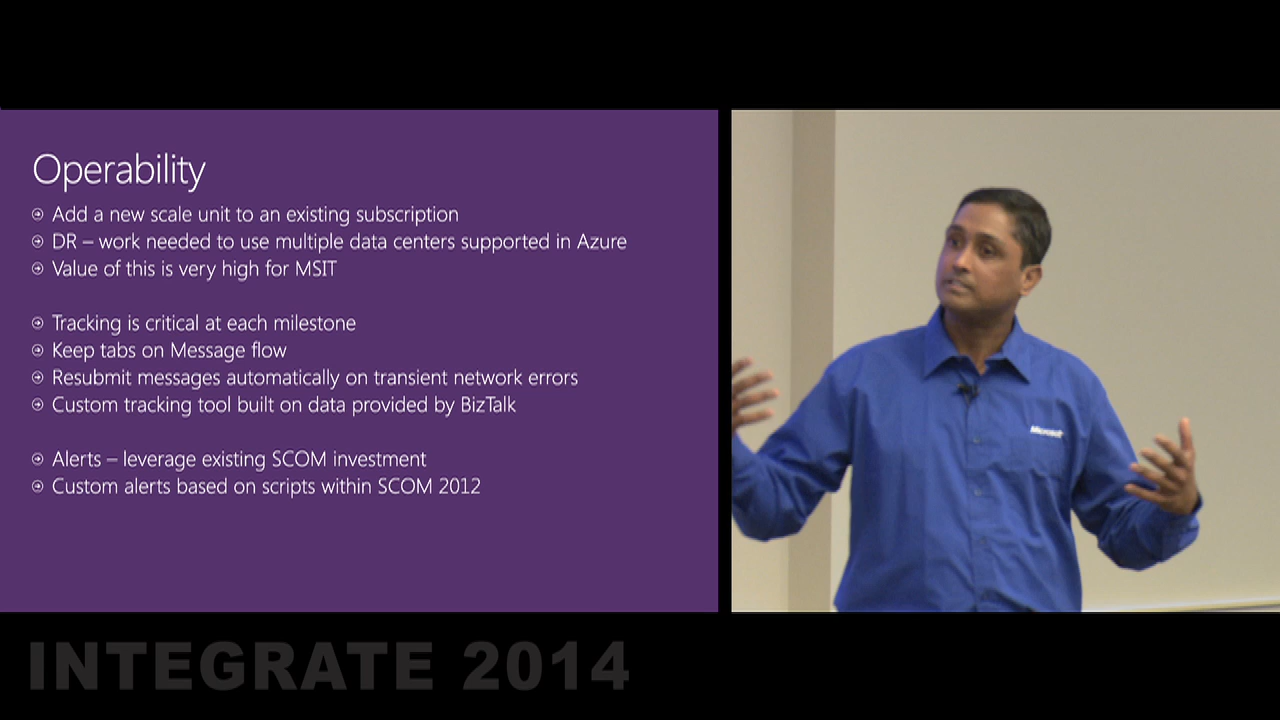 Operability
Add a new scale unit to an existing subscription
DR – work needed to use multiple data centers supported in Azure
Value of this is very high for MSIT
Tracking is critical at each milestone
Keep tabs on Message flow
Resubmit messages automatically on transient network errors
Custom tracking tool built on data provided by BizTalk
Alerts – leverage existing SCOM investment
Custom alerts based on scripts within SCOM 2012
Microsoft
INTEGRATE 2014